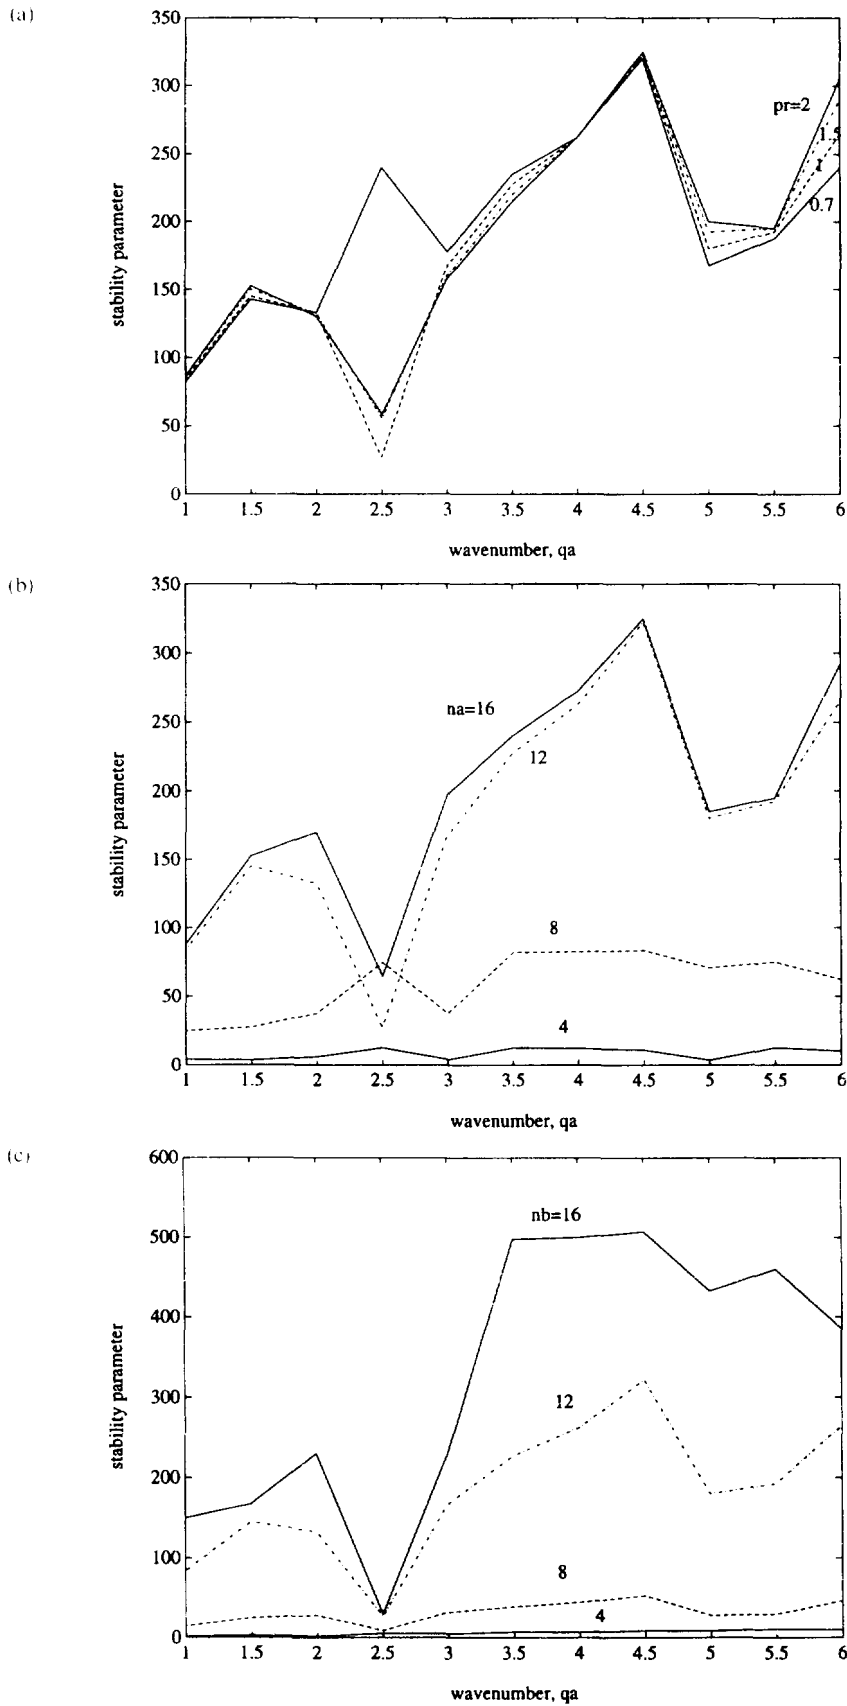 (a)
350
300
250
200
150
100
50
0
stability parameter
pr=2
1.5
1
0.7
1 1.5 2 2.5 3 3.5 4 4.5 5 5.5 6
wavenumber, qa
(b)
350
300
250
200
150
100
50
0
stability parameter
na=16
12
8
4
1 1.5 2 2.5 3 3.5 4 4.5 5 5.5 6
wavenumber, qa
(c)
600
500
400
300
200
100
0
stability parameter
nb=16
12
8
4
1 1.5 2 2.5 3 3.5 4 4.5 5 5.5 6
wavenumber, qa